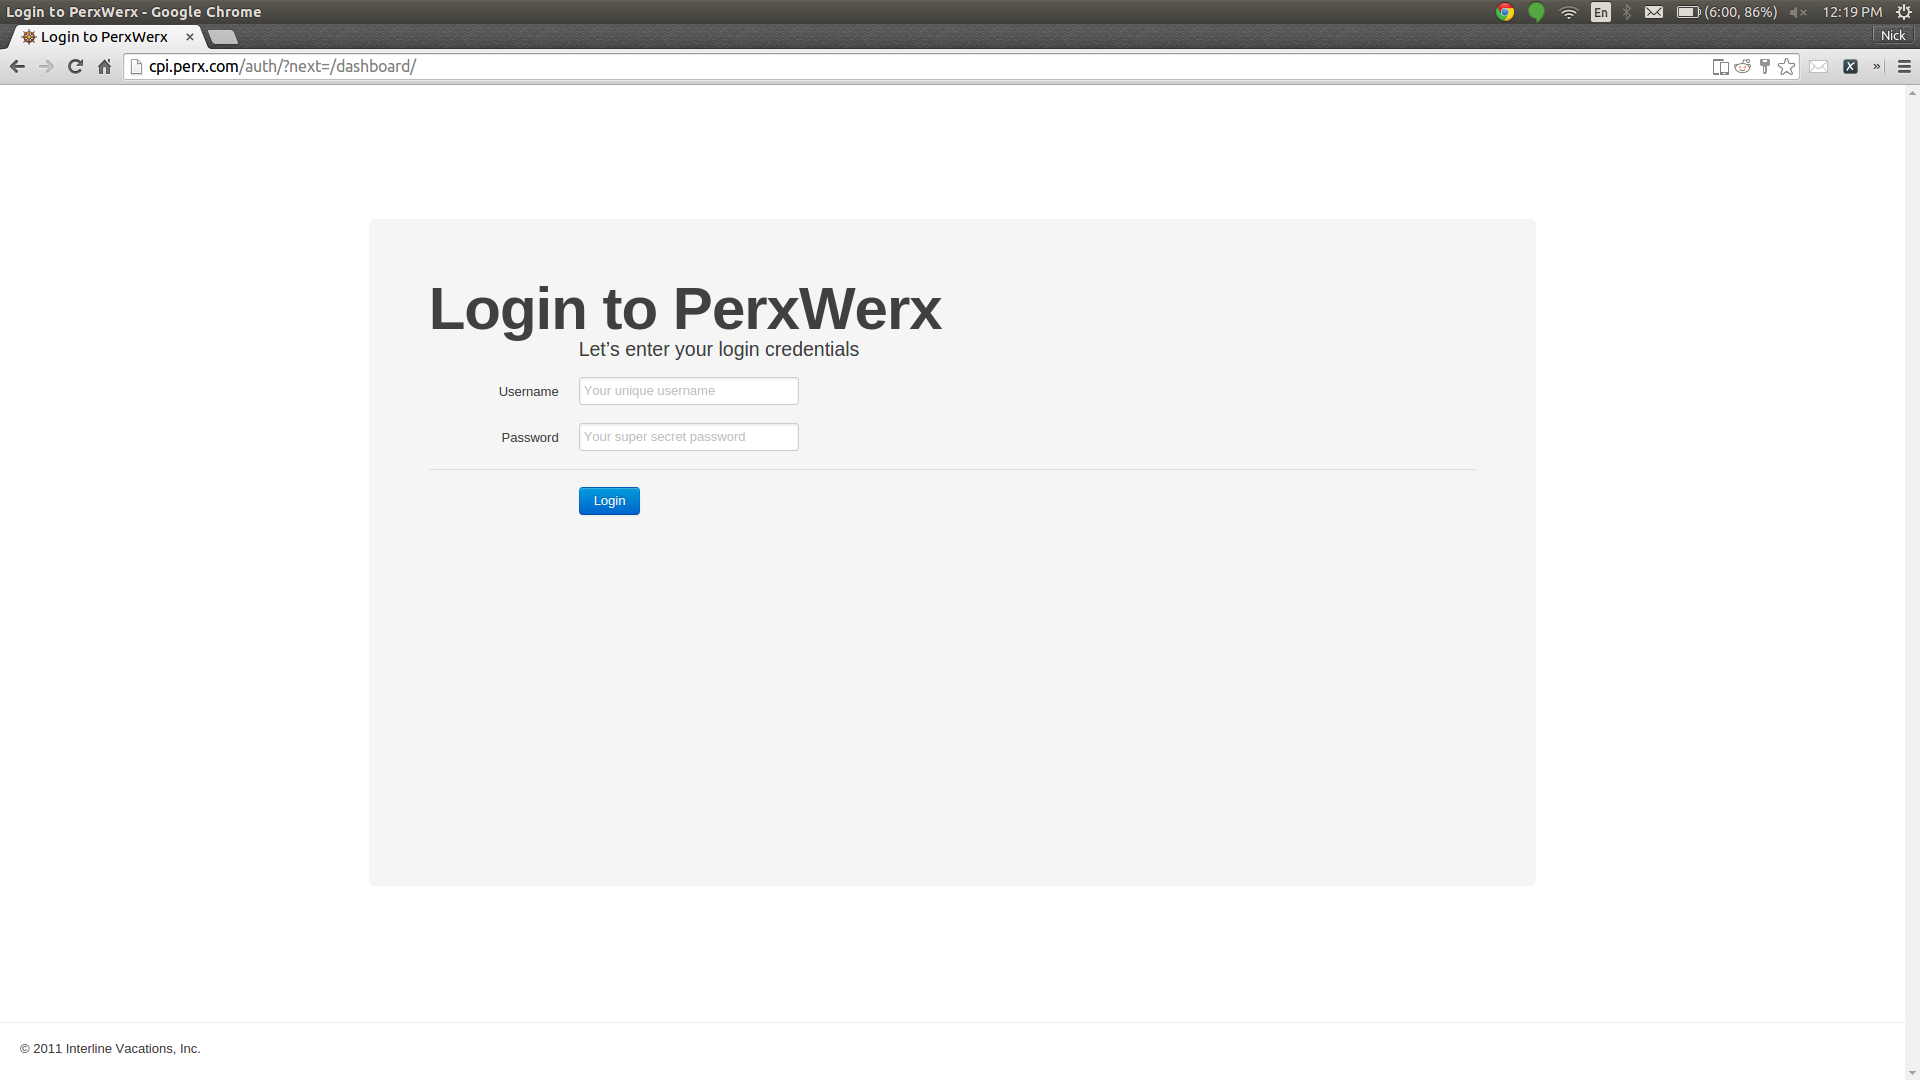 Login to PerxWerx - Google Chrome
En
(6:00, 86%)
12:19 PM
Login to PerxWerx
×
Nick
cpi.perx.com/auth/?next=/dashboard/
X
»
Login to PerxWerx
Let’s enter your login credentials
Username
Your unique username
Password
Your super secret password
Login
© 2011 Interline Vacations, Inc.